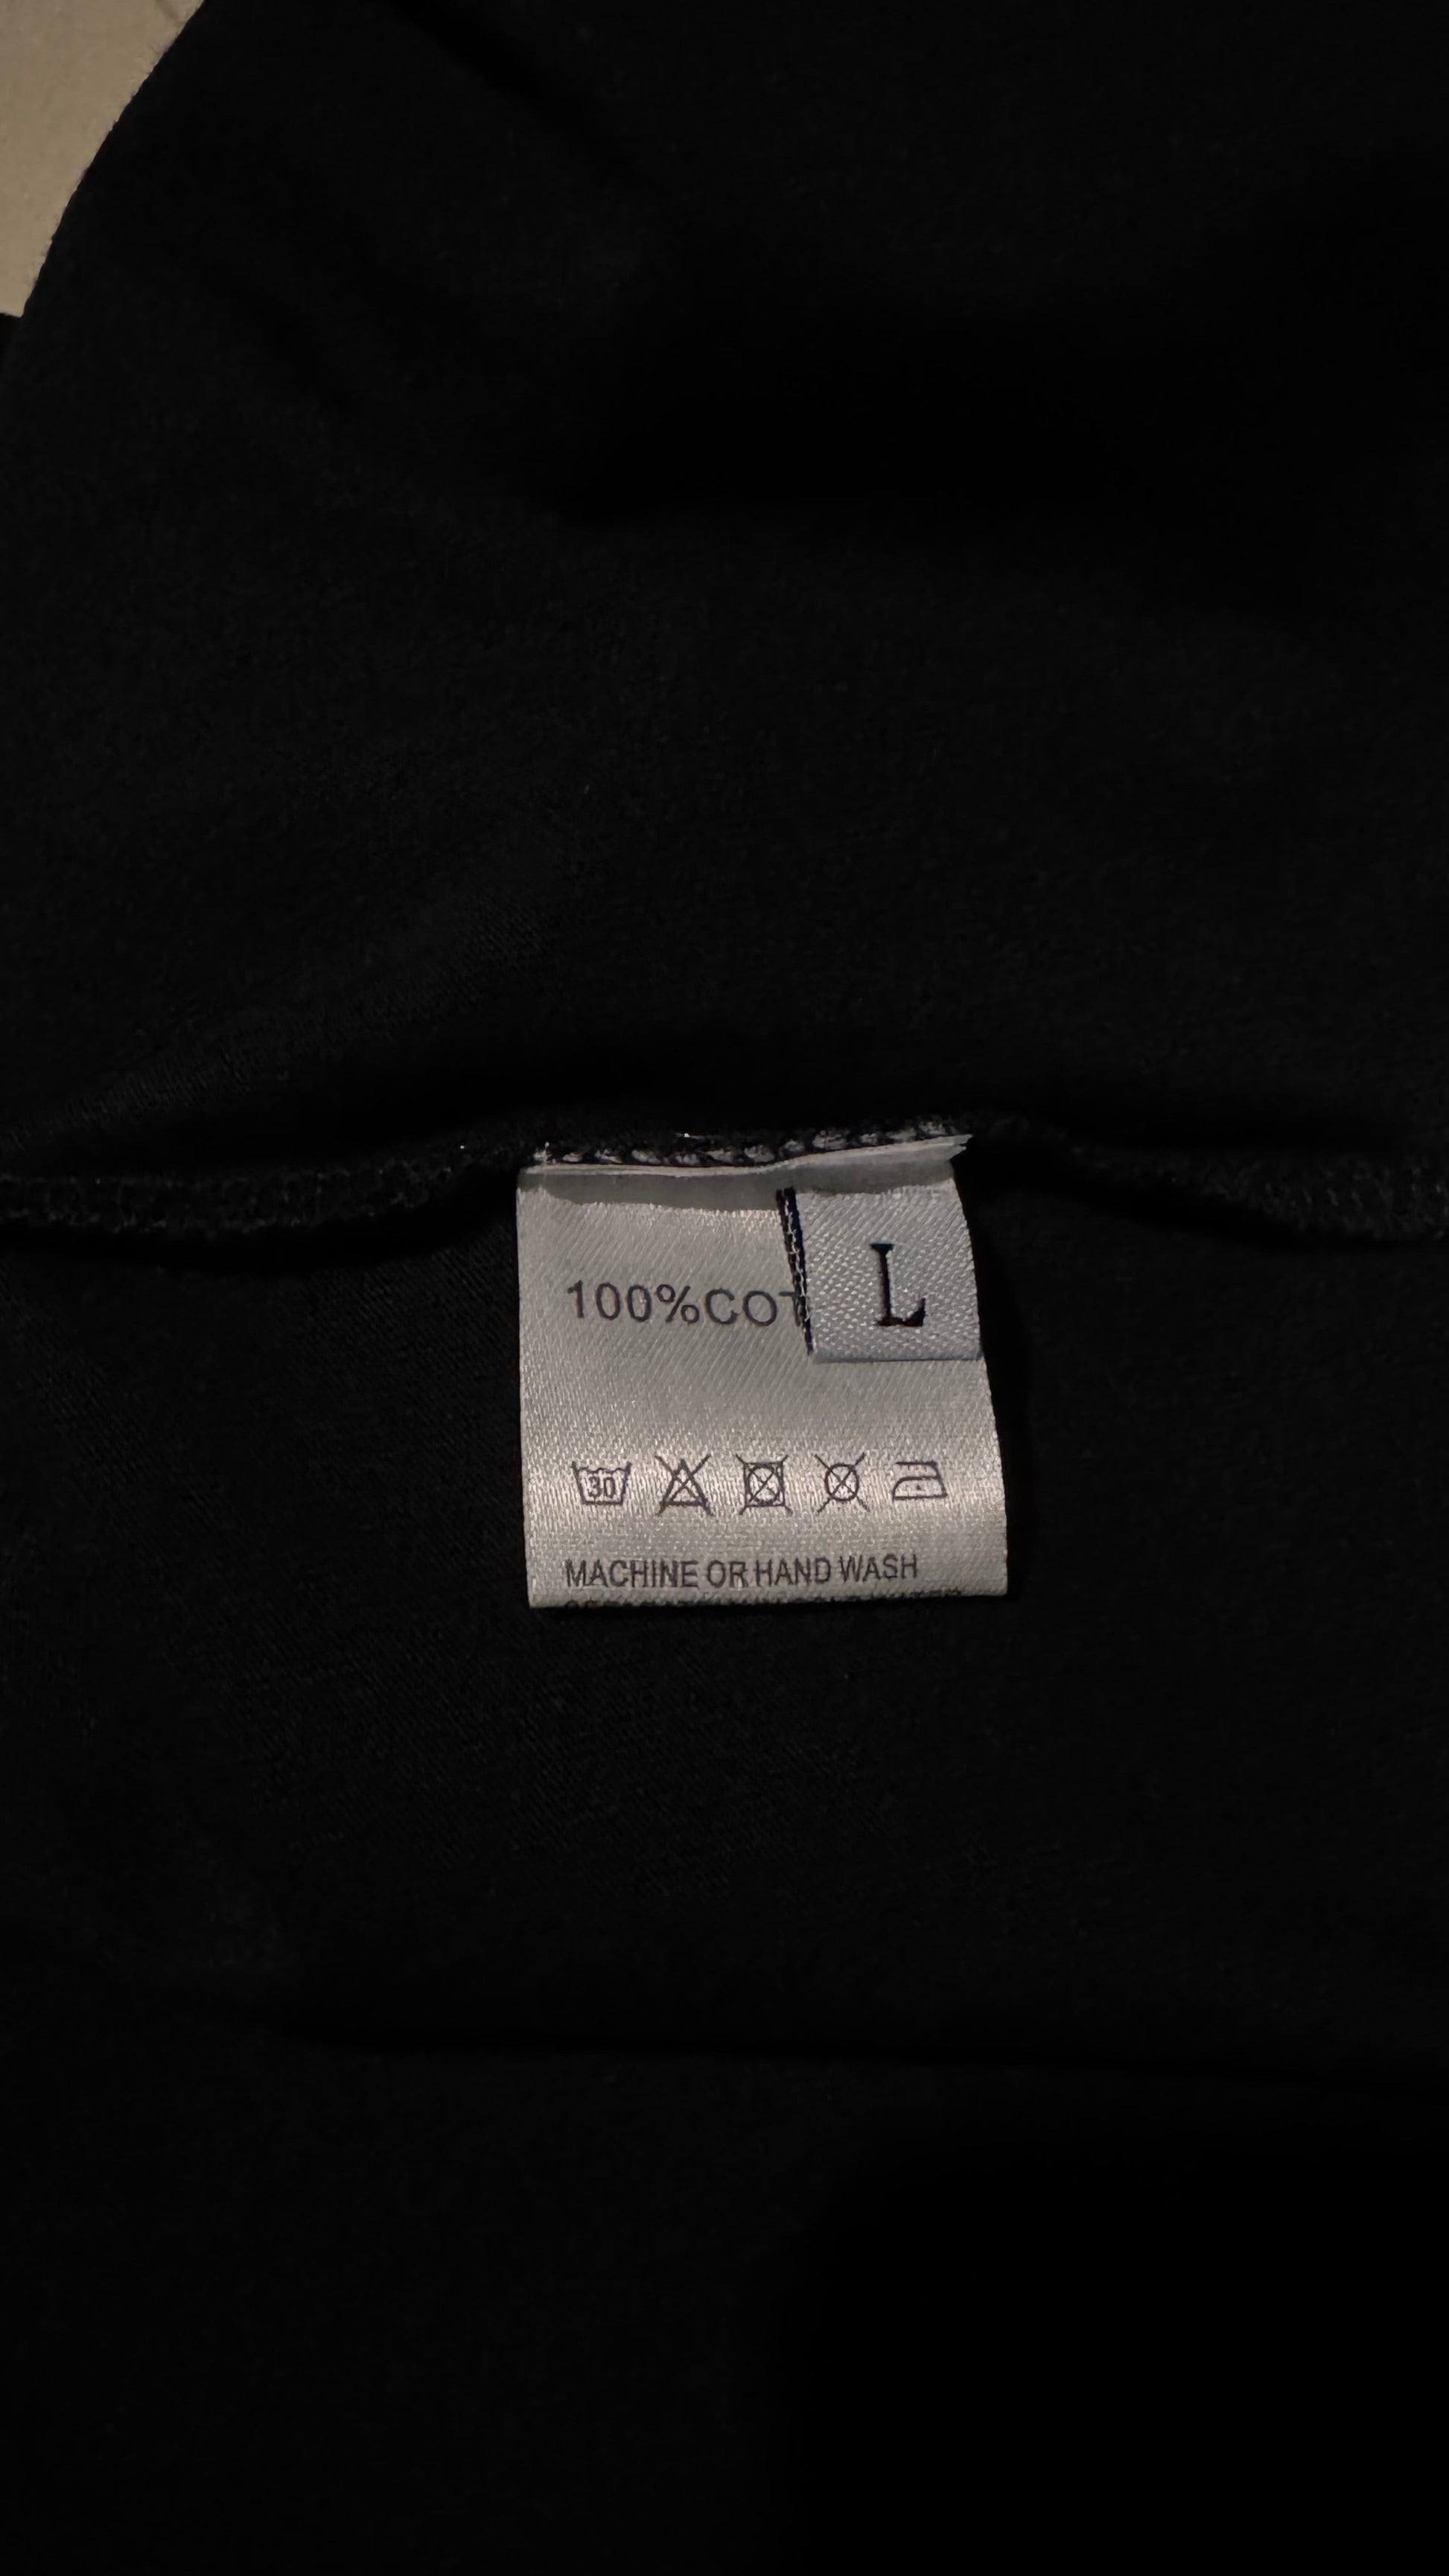 L
100%COT
30
MACHINE OR HAND WASH